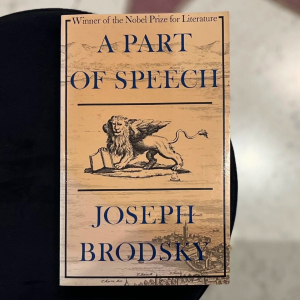 Winner of the Nobel Prize for Literature
A PART
OF SPEECH
JOSEPH
BRODSKY